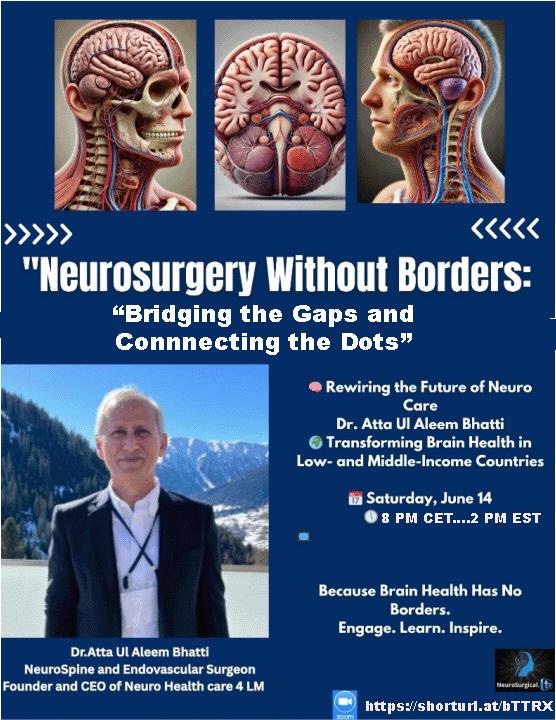 "Neurosurgery Without Borders:
“Bridging the Gaps and
Connnecting the Dots”
🧠 Rewiring the Future of Neuro
Care
Dr. Atta Ul Aleem Bhatti
🌍 Transforming Brain Health in
Low- and Middle-Income Countries
📅 Saturday, June 14
🕔 8 PM CET....2 PM EST
Because Brain Health Has No
Borders.
Engage. Learn. Inspire.
Dr.Atta Ul Aleem Bhatti
NeuroSpine and Endovascular Surgeon
Founder and CEO of Neuro Health care 4 LM
NeuroSurgical.tv
zoom
https://shorturl.at/bTTRX